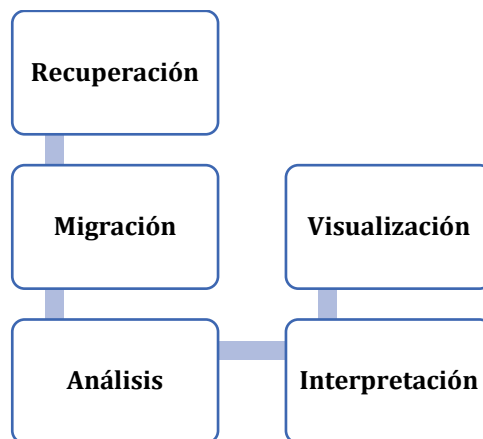 Recuperación
Migración
Análisis
Interpretación
Visualización